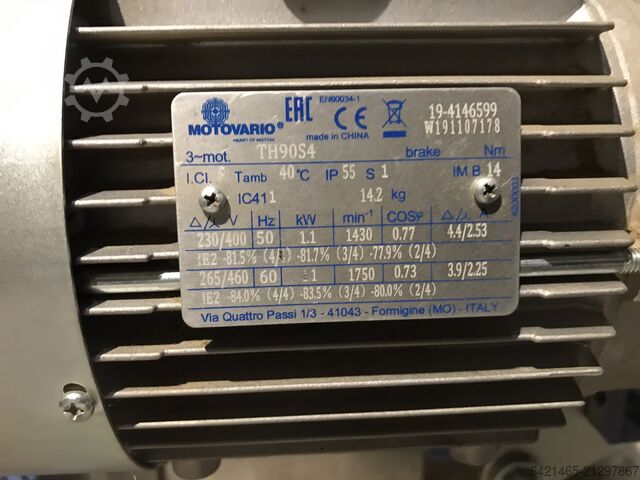 MOTOVARIO®
HEART OF MOTION
EAC EN60034-1 CE
made in CHINA
19-4146599
W191107178
3~mot. TH90S4 brake Nm
I.Cl. F Tamb 40°C IP 55 S 1 IM B 14
IC411 14.2 kg
A000003
△/⅄ V Hz kW min⁻¹ COSφ △/⅄ A
230/400 50 1.1 1430 0.77 4.4/2.53
IE2 -81.5% (4/4) -81.7% (3/4) -77.9% (2/4)
265/460 60 1.1 1750 0.73 3.9/2.25
IE2 -84.0% (4/4) -83.5% (3/4) -80.0% (2/4)
Via Quattro Passi 1/3 - 41043 - Formigine (MO) - ITALY
6421465-21297867